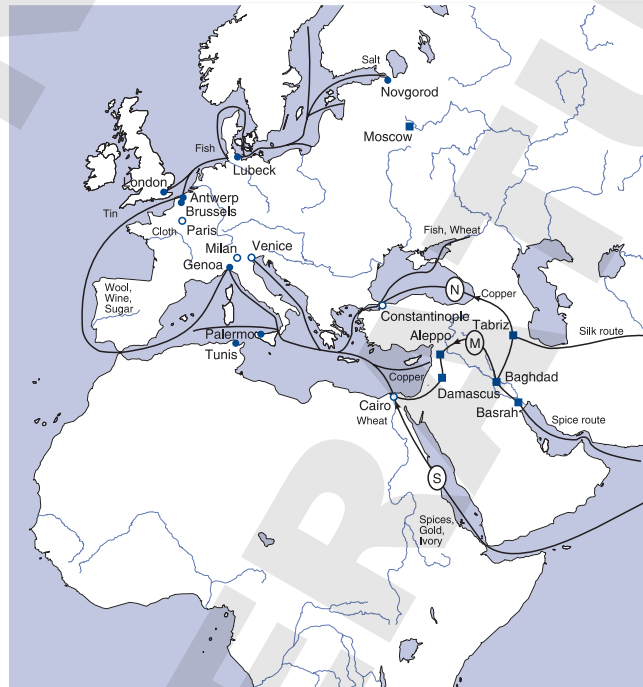 Salt
Novgorod
Moscow
Fish
Lubeck
London
Antwerp
Brussels
Tin
Cloth
Paris
Milan
Venice
Genoa
Fish, Wheat
Wool,
Wine,
Sugar
N
Copper
Constantinople
Palermo
Tunis
Aleppo
Tabriz
M
Silk route
Copper
Baghdad
Damascus
Basrah
Cairo
Wheat
Spice route
S
Spices,
Gold,
Ivory